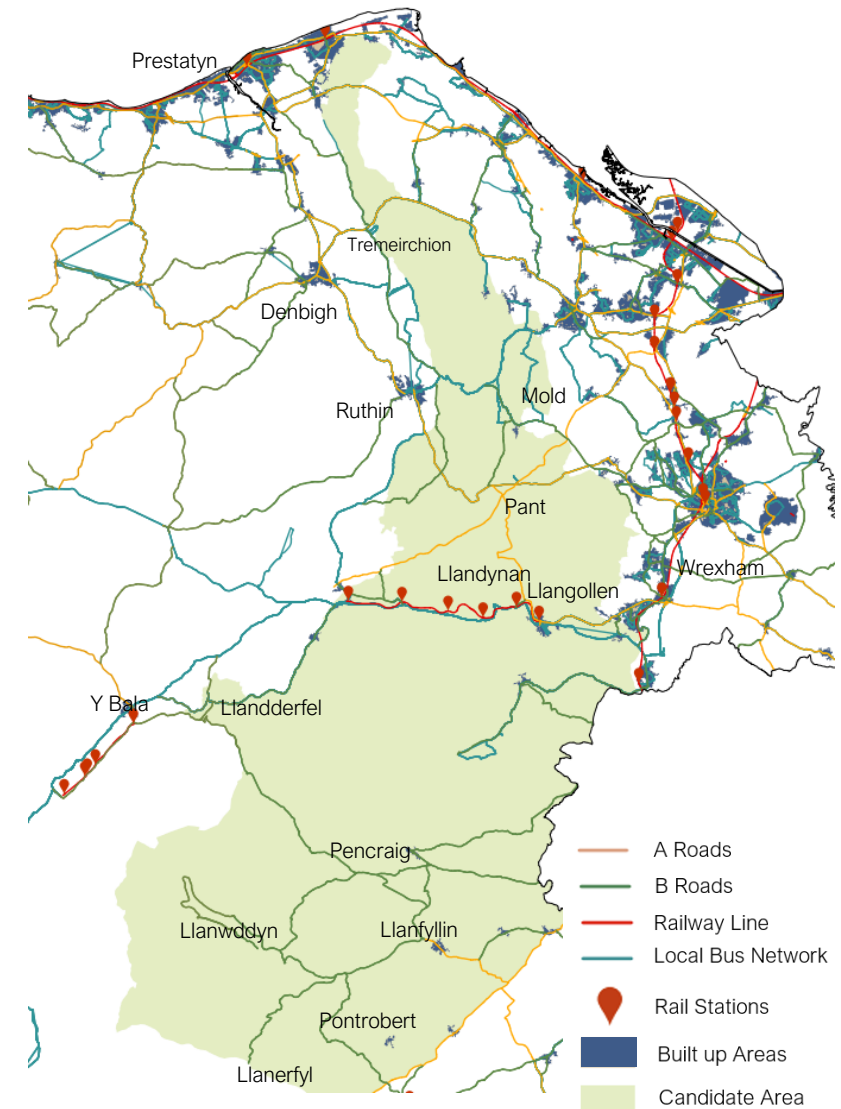 Prestatyn
Tremeirchion
Denbigh
Mold
Ruthin
Pant
Wrexham
Llandynan
Llangollen
Y Bala
Llandderfel
Pencraig
Llanwddyn
Llanfyllin
Pontrobert
Llanerfyl
A Roads
B Roads
Railway Line
Local Bus Network
Rail Stations
Built up Areas
Candidate Area